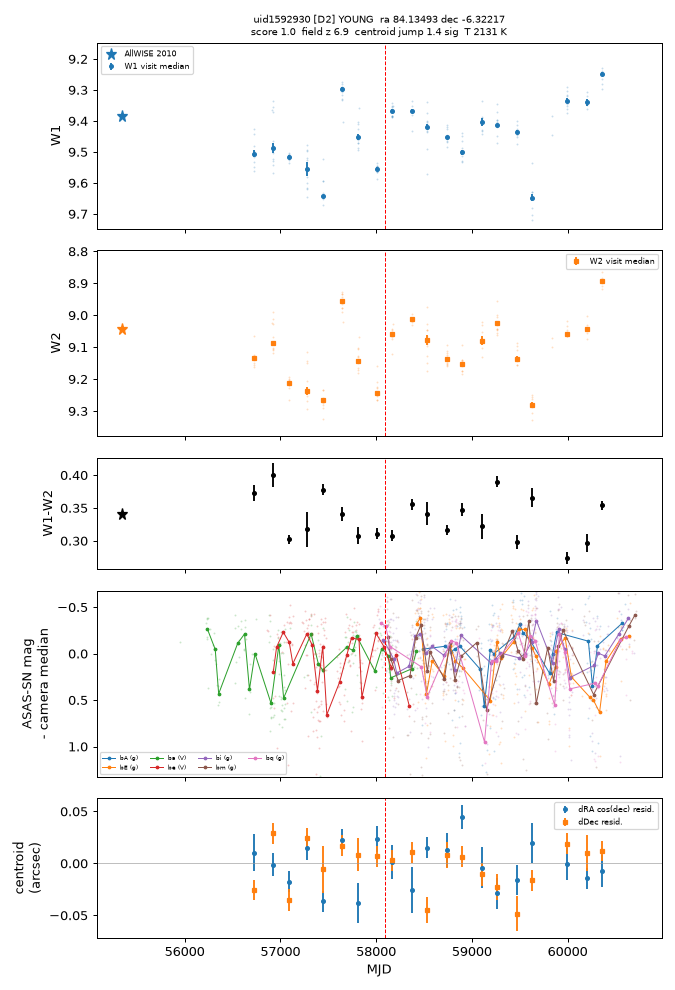 uid1592930 [D2] YOUNG ra 84.13493 dec -6.32217
score 1.0 field z 6.9 centroid jump 1.4 sig T 2131 K
AllWISE 2010
W1 visit median
W1
9.2
9.3
9.4
9.5
9.6
9.7
W2 visit median
W2
8.8
8.9
9.0
9.1
9.2
9.3
W1-W2
0.40
0.35
0.30
ASAS-SN mag
- camera median
−0.5
0.0
0.5
1.0
bA (g)
bE (g)
ba (V)
be (V)
bi (g)
bm (g)
bq (g)
centroid
(arcsec)
0.05
0.00
−0.05
dRA cos(dec) resid.
dDec resid.
56000
57000
58000
59000
60000
MJD